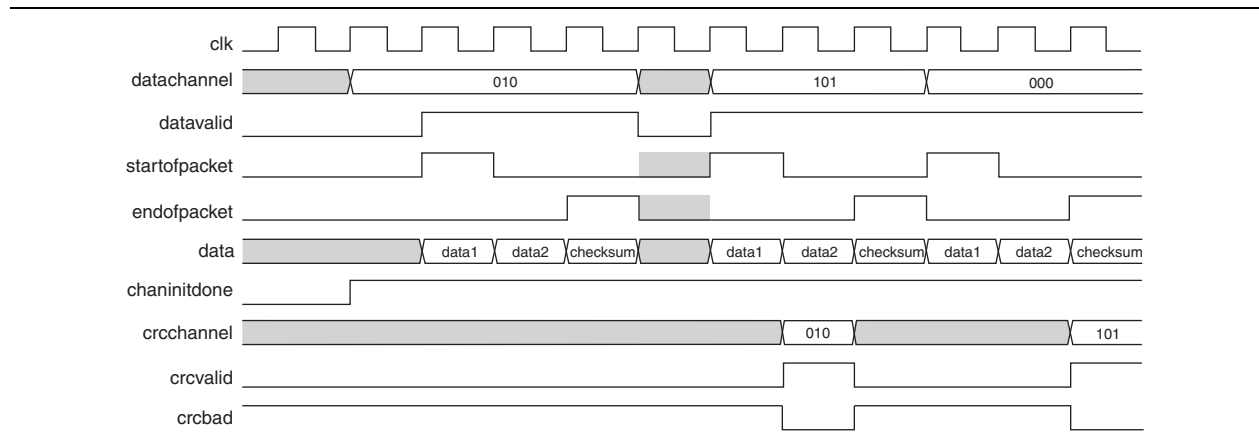 clk
datachannel 010 101 000
datavalid
startofpacket
endofpacket
data data1 data2 checksum data1 data2 checksum data1 data2 checksum
chaninitdone
crcchannel 010 101
crcvalid
crcbad